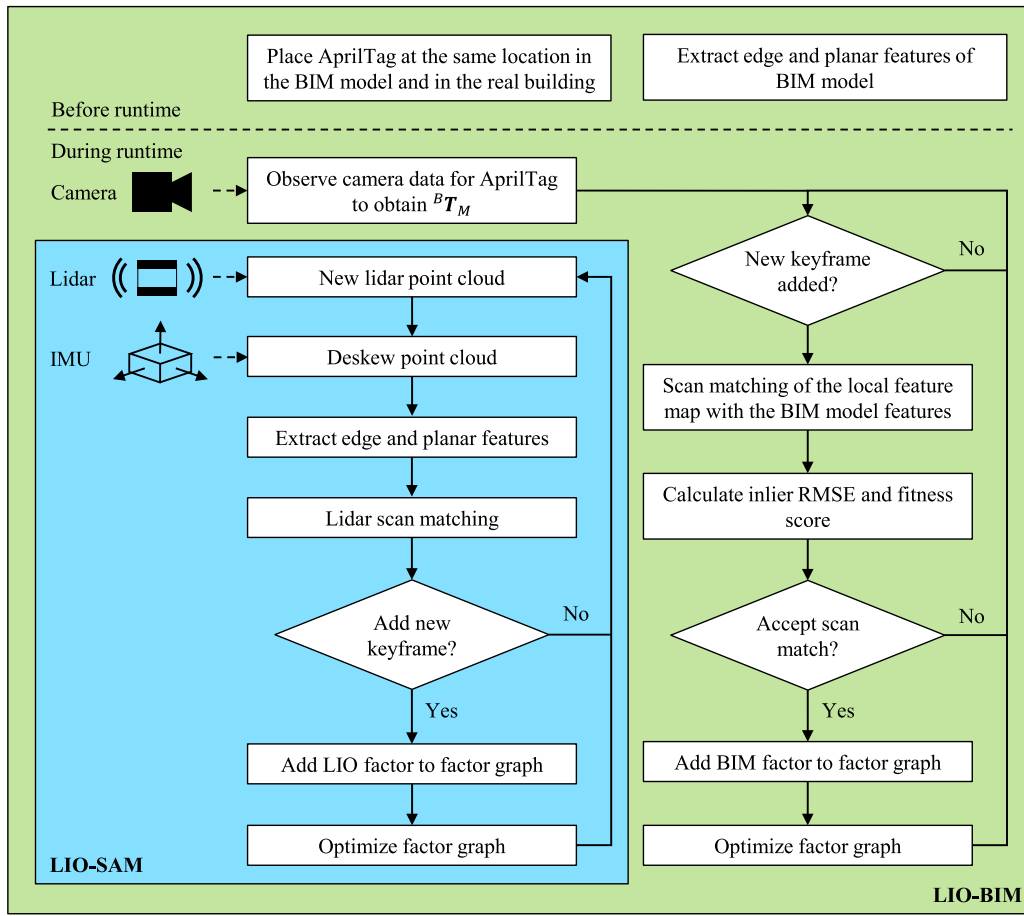 Place AprilTag at the same location in
the BIM model and in the real building
Extract edge and planar features of
BIM model
Before runtime
During runtime
Camera
Observe camera data for AprilTag
to obtain ᴮT_M
New keyframe
added?
No
Lidar
New lidar point cloud
IMU
Deskew point cloud
Scan matching of the local feature
map with the BIM model features
Extract edge and planar features
Calculate inlier RMSE and fitness
score
Lidar scan matching
Add new
keyframe?
No
Accept scan
match?
No
Yes
Yes
Add LIO factor to factor graph
Add BIM factor to factor graph
Optimize factor graph
Optimize factor graph
LIO-SAM
LIO-BIM